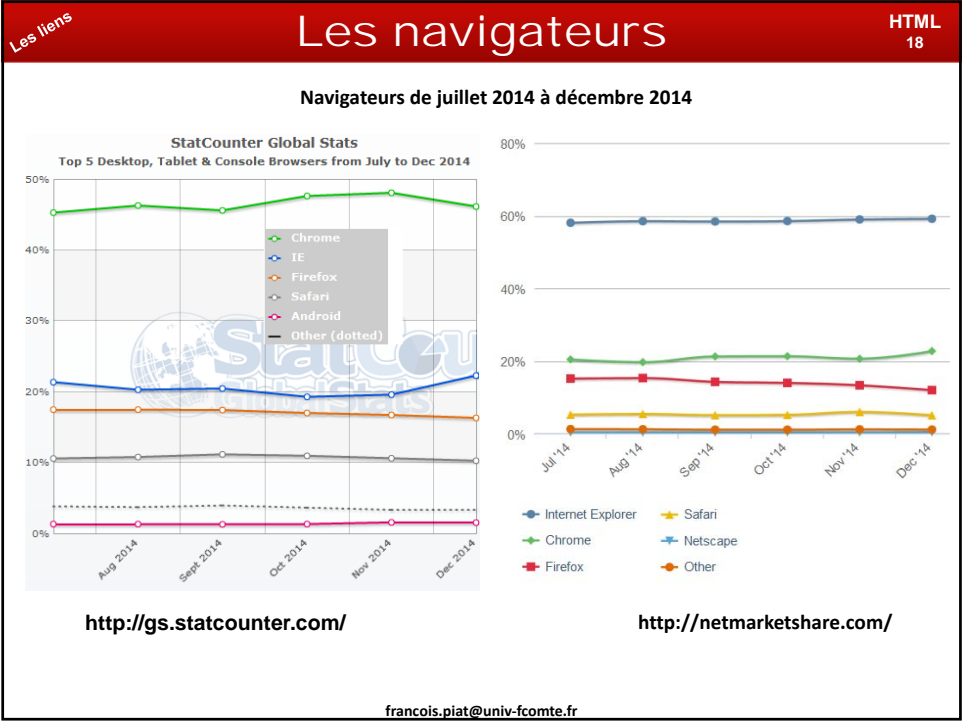 Les liens
Les navigateurs
HTML
18
Navigateurs de juillet 2014 à décembre 2014
StatCounter Global Stats
Top 5 Desktop, Tablet & Console Browsers from July to Dec 2014
50%
40%
30%
20%
10%
0%
Chrome
IE
Firefox
Safari
Android
Other (dotted)
StatCou
GlobalStats
Aug 2014
Sept 2014
Oct 2014
Nov 2014
Dec 2014
80%
60%
40%
20%
0%
Jul '14
Aug '14
Sep '14
Oct '14
Nov '14
Dec '14
Internet Explorer
Safari
Chrome
Netscape
Firefox
Other
http://gs.statcounter.com/
http://netmarketshare.com/
francois.piat@univ-fcomte.fr